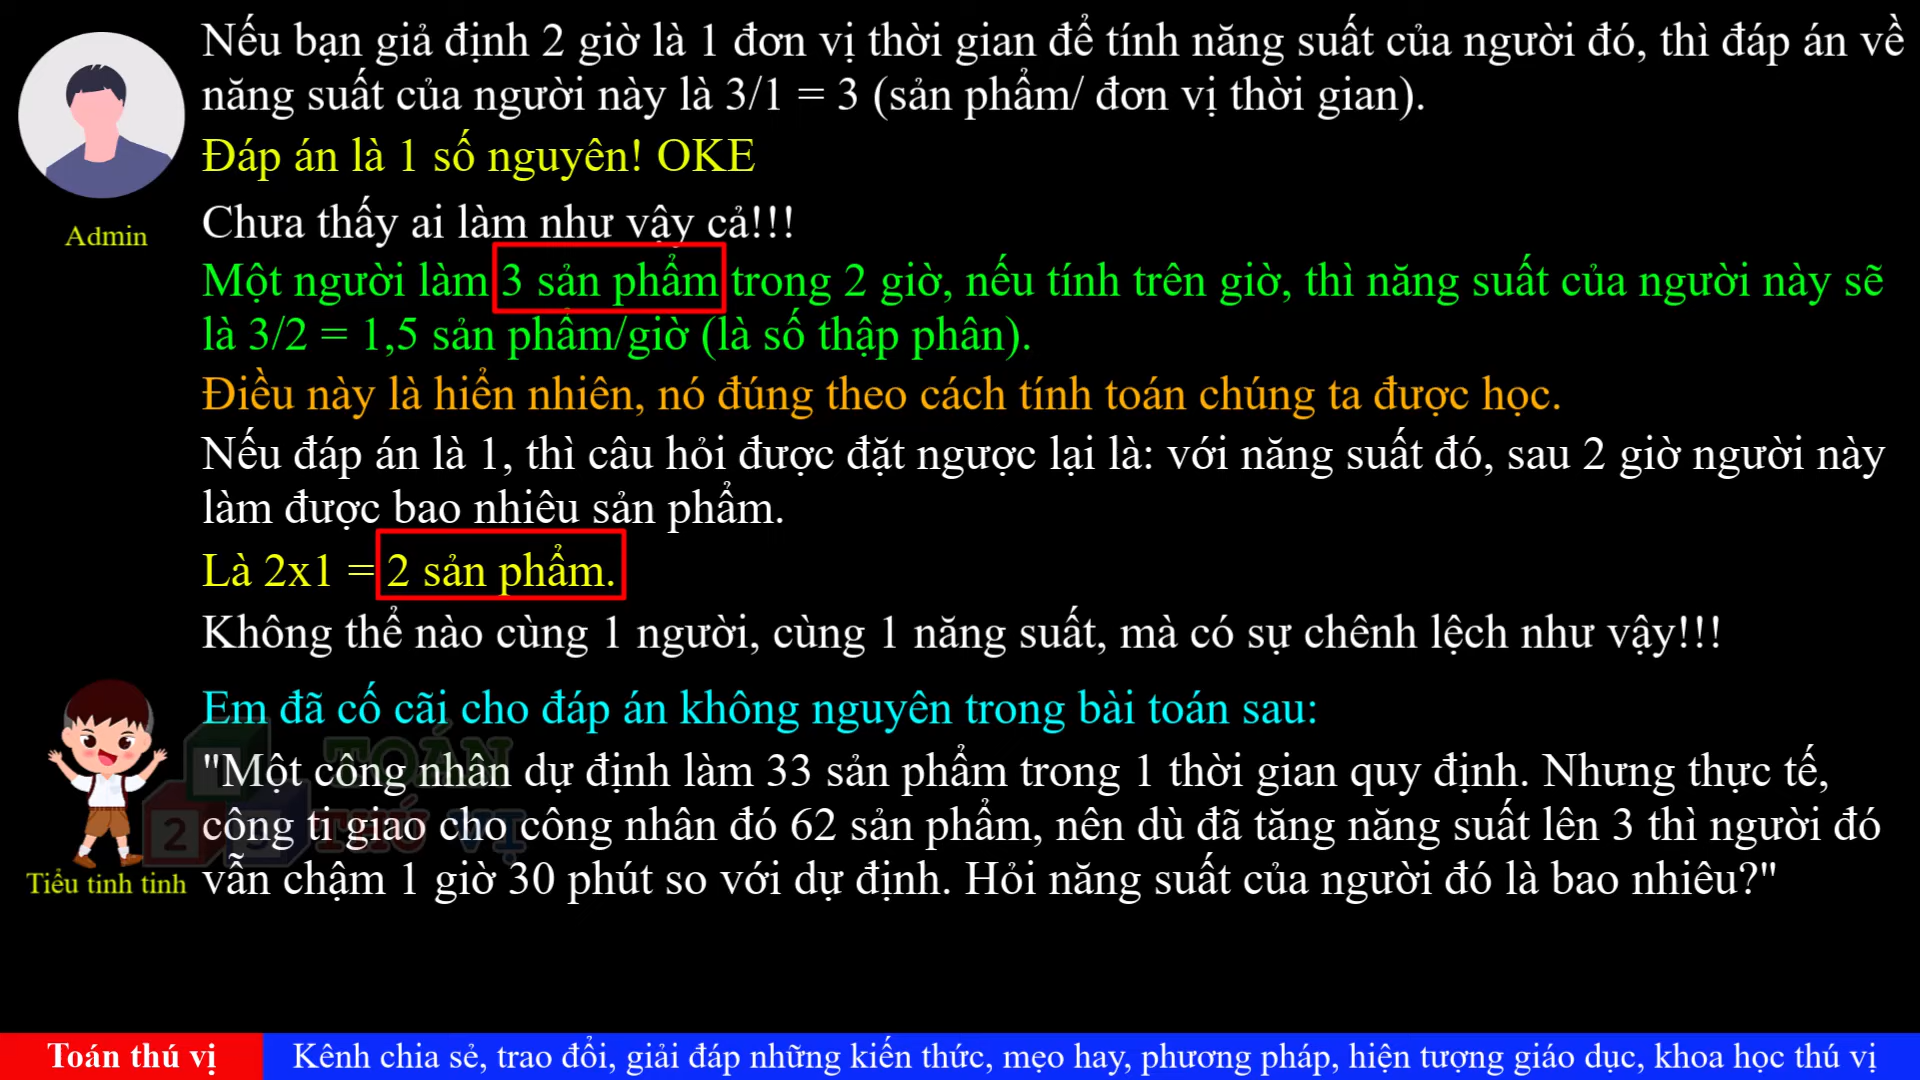 Nếu bạn giả định 2 giờ là 1 đơn vị thời gian để tính năng suất của người đó, thì đáp án về
năng suất của người này là 3/1 = 3 (sản phẩm/ đơn vị thời gian).
Đáp án là 1 số nguyên! OKE
Chưa thấy ai làm như vậy cả!!!
Admin
Một người làm 3 sản phẩm trong 2 giờ, nếu tính trên giờ, thì năng suất của người này sẽ
là 3/2 = 1,5 sản phẩm/giờ (là số thập phân).
Điều này là hiển nhiên, nó đúng theo cách tính toán chúng ta được học.
Nếu đáp án là 1, thì câu hỏi được đặt ngược lại là: với năng suất đó, sau 2 giờ người này
làm được bao nhiêu sản phẩm.
Là 2x1 = 2 sản phẩm.
Không thể nào cùng 1 người, cùng 1 năng suất, mà có sự chênh lệch như vậy!!!
Em đã cố cãi cho đáp án không nguyên trong bài toán sau:
"Một công nhân dự định làm 33 sản phẩm trong 1 thời gian quy định. Nhưng thực tế,
công ti giao cho công nhân đó 62 sản phẩm, nên dù đã tăng năng suất lên 3 thì người đó
vẫn chậm 1 giờ 30 phút so với dự định. Hỏi năng suất của người đó là bao nhiêu?"
Tiểu tinh tinh
TOÁN
THÚ VỊ
1
2
3
Toán thú vị
Kênh chia sẻ, trao đổi, giải đáp những kiến thức, mẹo hay, phương pháp, hiện tượng giáo dục, khoa học thú vị